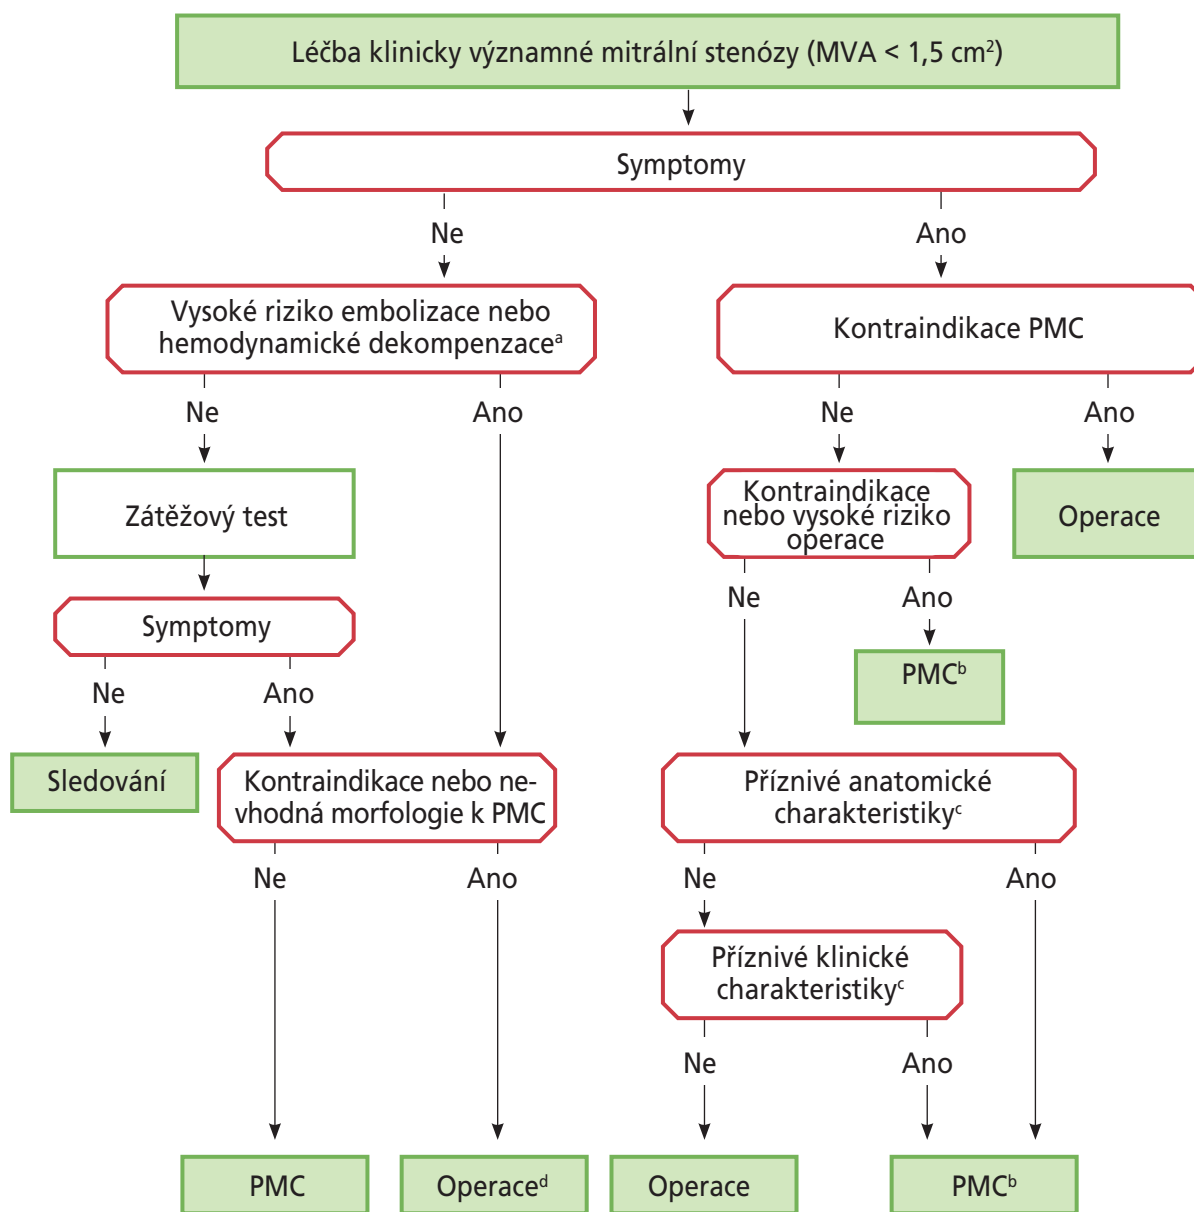 Léčba klinicky významné mitrální stenózy (MVA < 1,5 cm²)
Symptomy
Ne
Ano
Vysoké riziko embolizace nebo
hemodynamické dekompenzaceᵃ
Kontraindikace PMC
Ne
Ano
Ne
Ano
Zátěžový test
Kontraindikace
nebo vysoké riziko
operace
Operace
Symptomy
Ne
Ano
Ne
Ano
PMCᵇ
Sledování
Kontraindikace nebo ne-
vhodná morfologie k PMC
Příznivé anatomické
charakteristikyᶜ
Ne
Ano
Ne
Ano
Příznivé klinické
charakteristikyᶜ
Ne
Ano
PMC
Operaceᵈ
Operace
PMCᵇ